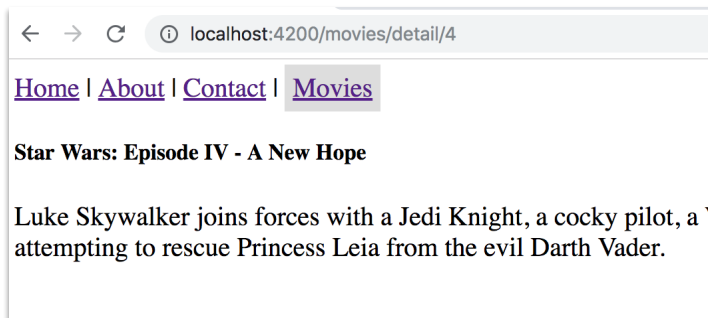 localhost:4200/movies/detail/4
Home | About | Contact | Movies
Star Wars: Episode IV - A New Hope
Luke Skywalker joins forces with a Jedi Knight, a cocky pilot, a
attempting to rescue Princess Leia from the evil Darth Vader.